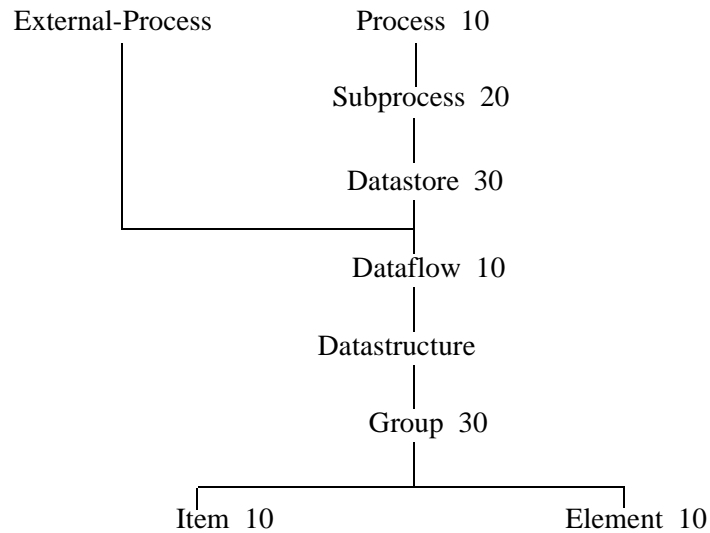 External-Process Process 10
Subprocess 20
Datastore 30
Dataflow 10
Datastructure
Group 30
Item 10 Element 10